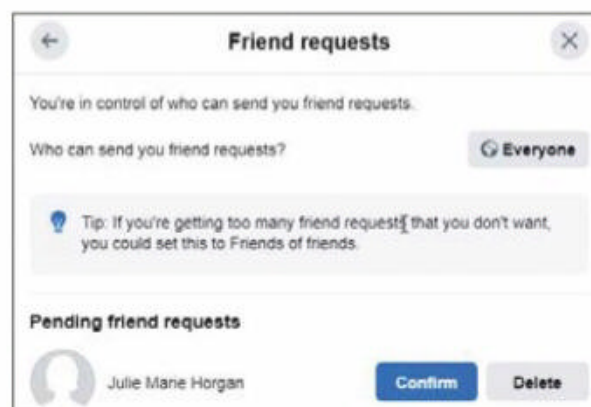 Friend requests
You're in control of who can send you friend requests.
Who can send you friend requests?
Everyone
Tip: If you're getting too many friend requests that you don't want,
you could set this to Friends of friends.
Pending friend requests
Julie Marie Horgan
Confirm
Delete